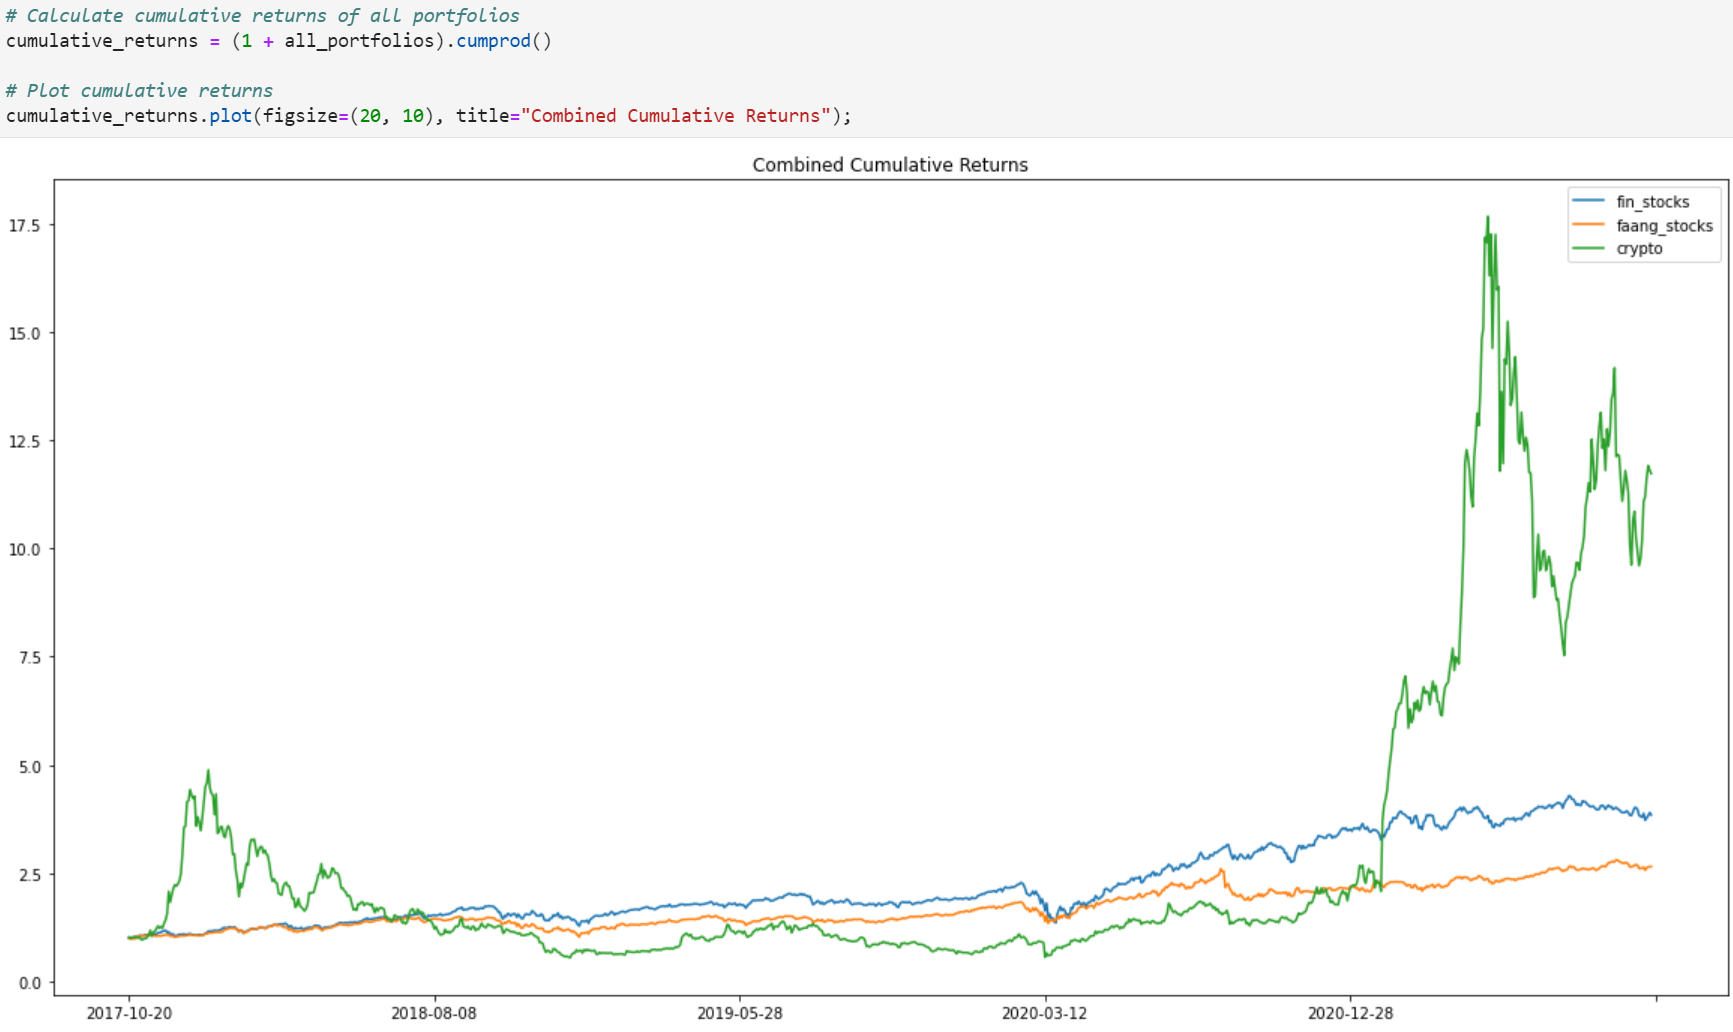 # Calculate cumulative returns of all portfolios
cumulative_returns = (1 + all_portfolios).cumprod()
# Plot cumulative returns
cumulative_returns.plot(figsize=(20, 10), title="Combined Cumulative Returns");
Combined Cumulative Returns
fin_stocks
faang_stocks
crypto
17.5
15.0
12.5
10.0
7.5
5.0
2.5
0.0
2017-10-20
2018-08-08
2019-05-28
2020-03-12
2020-12-28